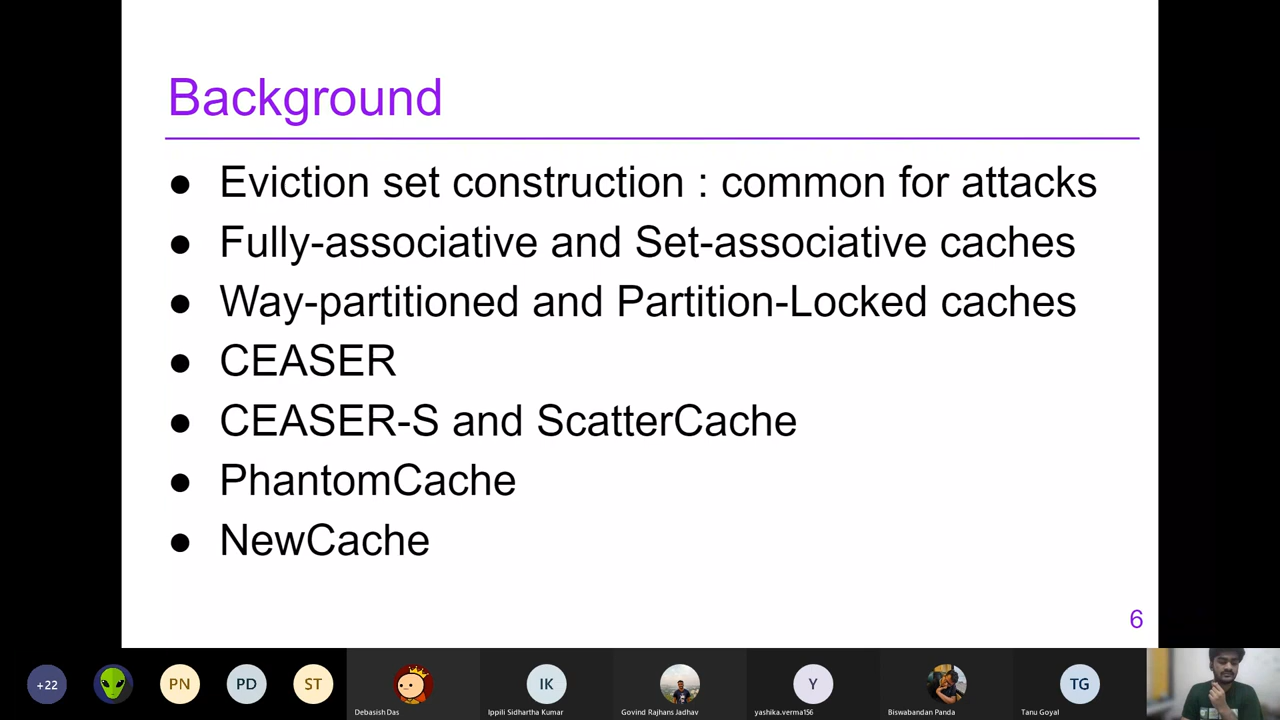 Background
● Eviction set construction : common for attacks
● Fully-associative and Set-associative caches
● Way-partitioned and Partition-Locked caches
● CEASER
● CEASER-S and ScatterCache
● PhantomCache
● NewCache
6
+22
PN
PD
ST
Debasish Das
IK
Ippili Sidhartha Kumar
Govind Rajhans Jadhav
Y
yashika.verma156
Biswabandan Panda
TG
Tanu Goyal